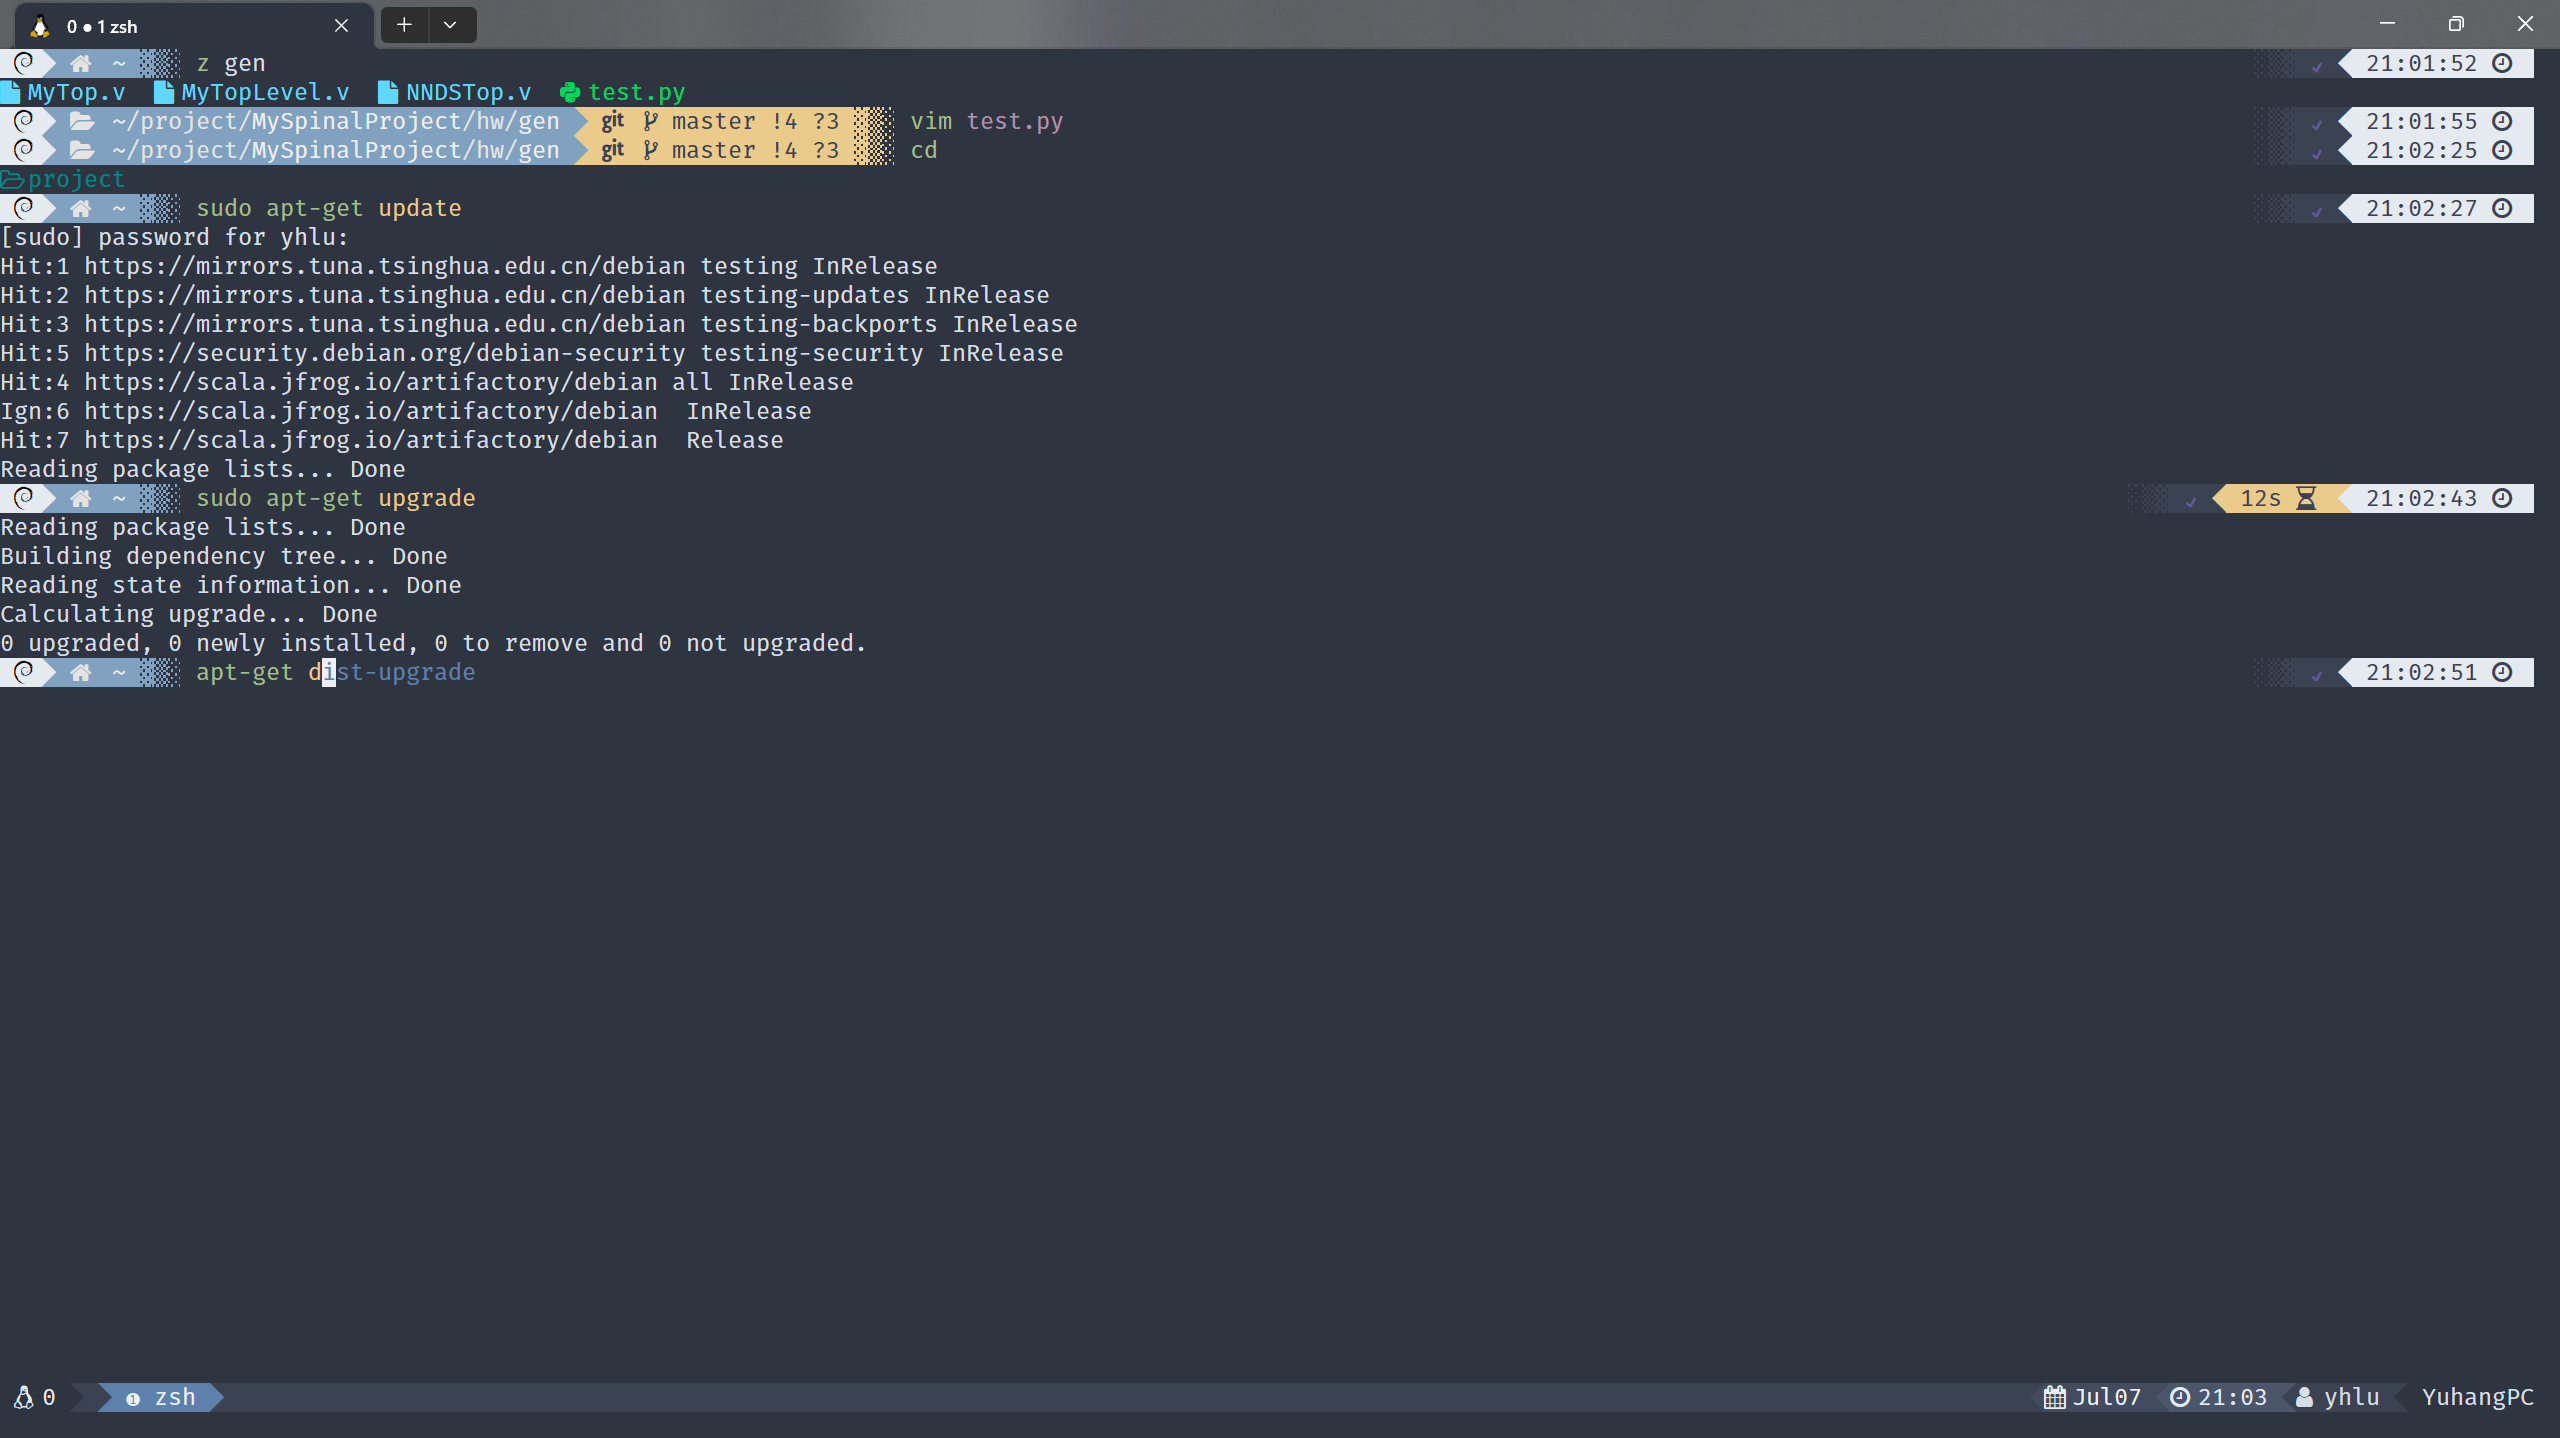 0 ● 1 zsh
~ z gen 21:01:52
MyTop.v MyTopLevel.v NNDSTop.v test.py
~/project/MySpinalProject/hw/gen git master !4 ?3 vim test.py 21:01:55
~/project/MySpinalProject/hw/gen git master !4 ?3 cd 21:02:25
project
~ sudo apt-get update 21:02:27
[sudo] password for yhlu:
Hit:1 https://mirrors.tuna.tsinghua.edu.cn/debian testing InRelease
Hit:2 https://mirrors.tuna.tsinghua.edu.cn/debian testing-updates InRelease
Hit:3 https://mirrors.tuna.tsinghua.edu.cn/debian testing-backports InRelease
Hit:5 https://security.debian.org/debian-security testing-security InRelease
Hit:4 https://scala.jfrog.io/artifactory/debian all InRelease
Ign:6 https://scala.jfrog.io/artifactory/debian  InRelease
Hit:7 https://scala.jfrog.io/artifactory/debian  Release
Reading package lists... Done
~ sudo apt-get upgrade 12s 21:02:43
Reading package lists... Done
Building dependency tree... Done
Reading state information... Done
Calculating upgrade... Done
0 upgraded, 0 newly installed, 0 to remove and 0 not upgraded.
~ apt-get dist-upgrade 21:02:51
0 ❶ zsh Jul07 21:03 yhlu YuhangPC